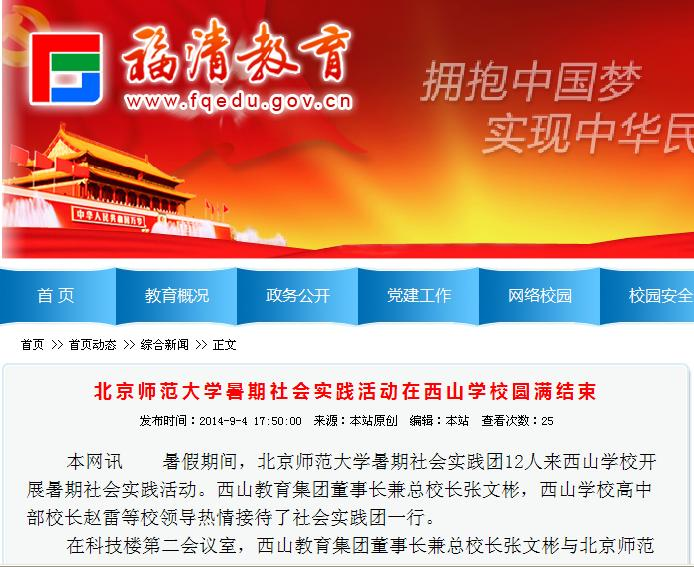 福清教育
www.fqedu.gov.cn
拥抱中国梦
实现中华民
中华人民共和国万岁
首 页 教育概况 政务公开 党建工作 网络校园 校园安全
首页 >> 首页动态 >> 综合新闻 >> 正文
北京师范大学暑期社会实践活动在西山学校圆满结束
发布时间：2014-9-4 17:50:00 来源：本站原创 编辑：本站 查看次数：25
本网讯 暑假期间，北京师范大学暑期社会实践团12人来西山学校开
展暑期社会实践活动。西山教育集团董事长兼总校长张文彬，西山学校高中
部校长赵雷等校领导热情接待了社会实践团一行。
在科技楼第二会议室，西山教育集团董事长兼总校长张文彬与北京师范